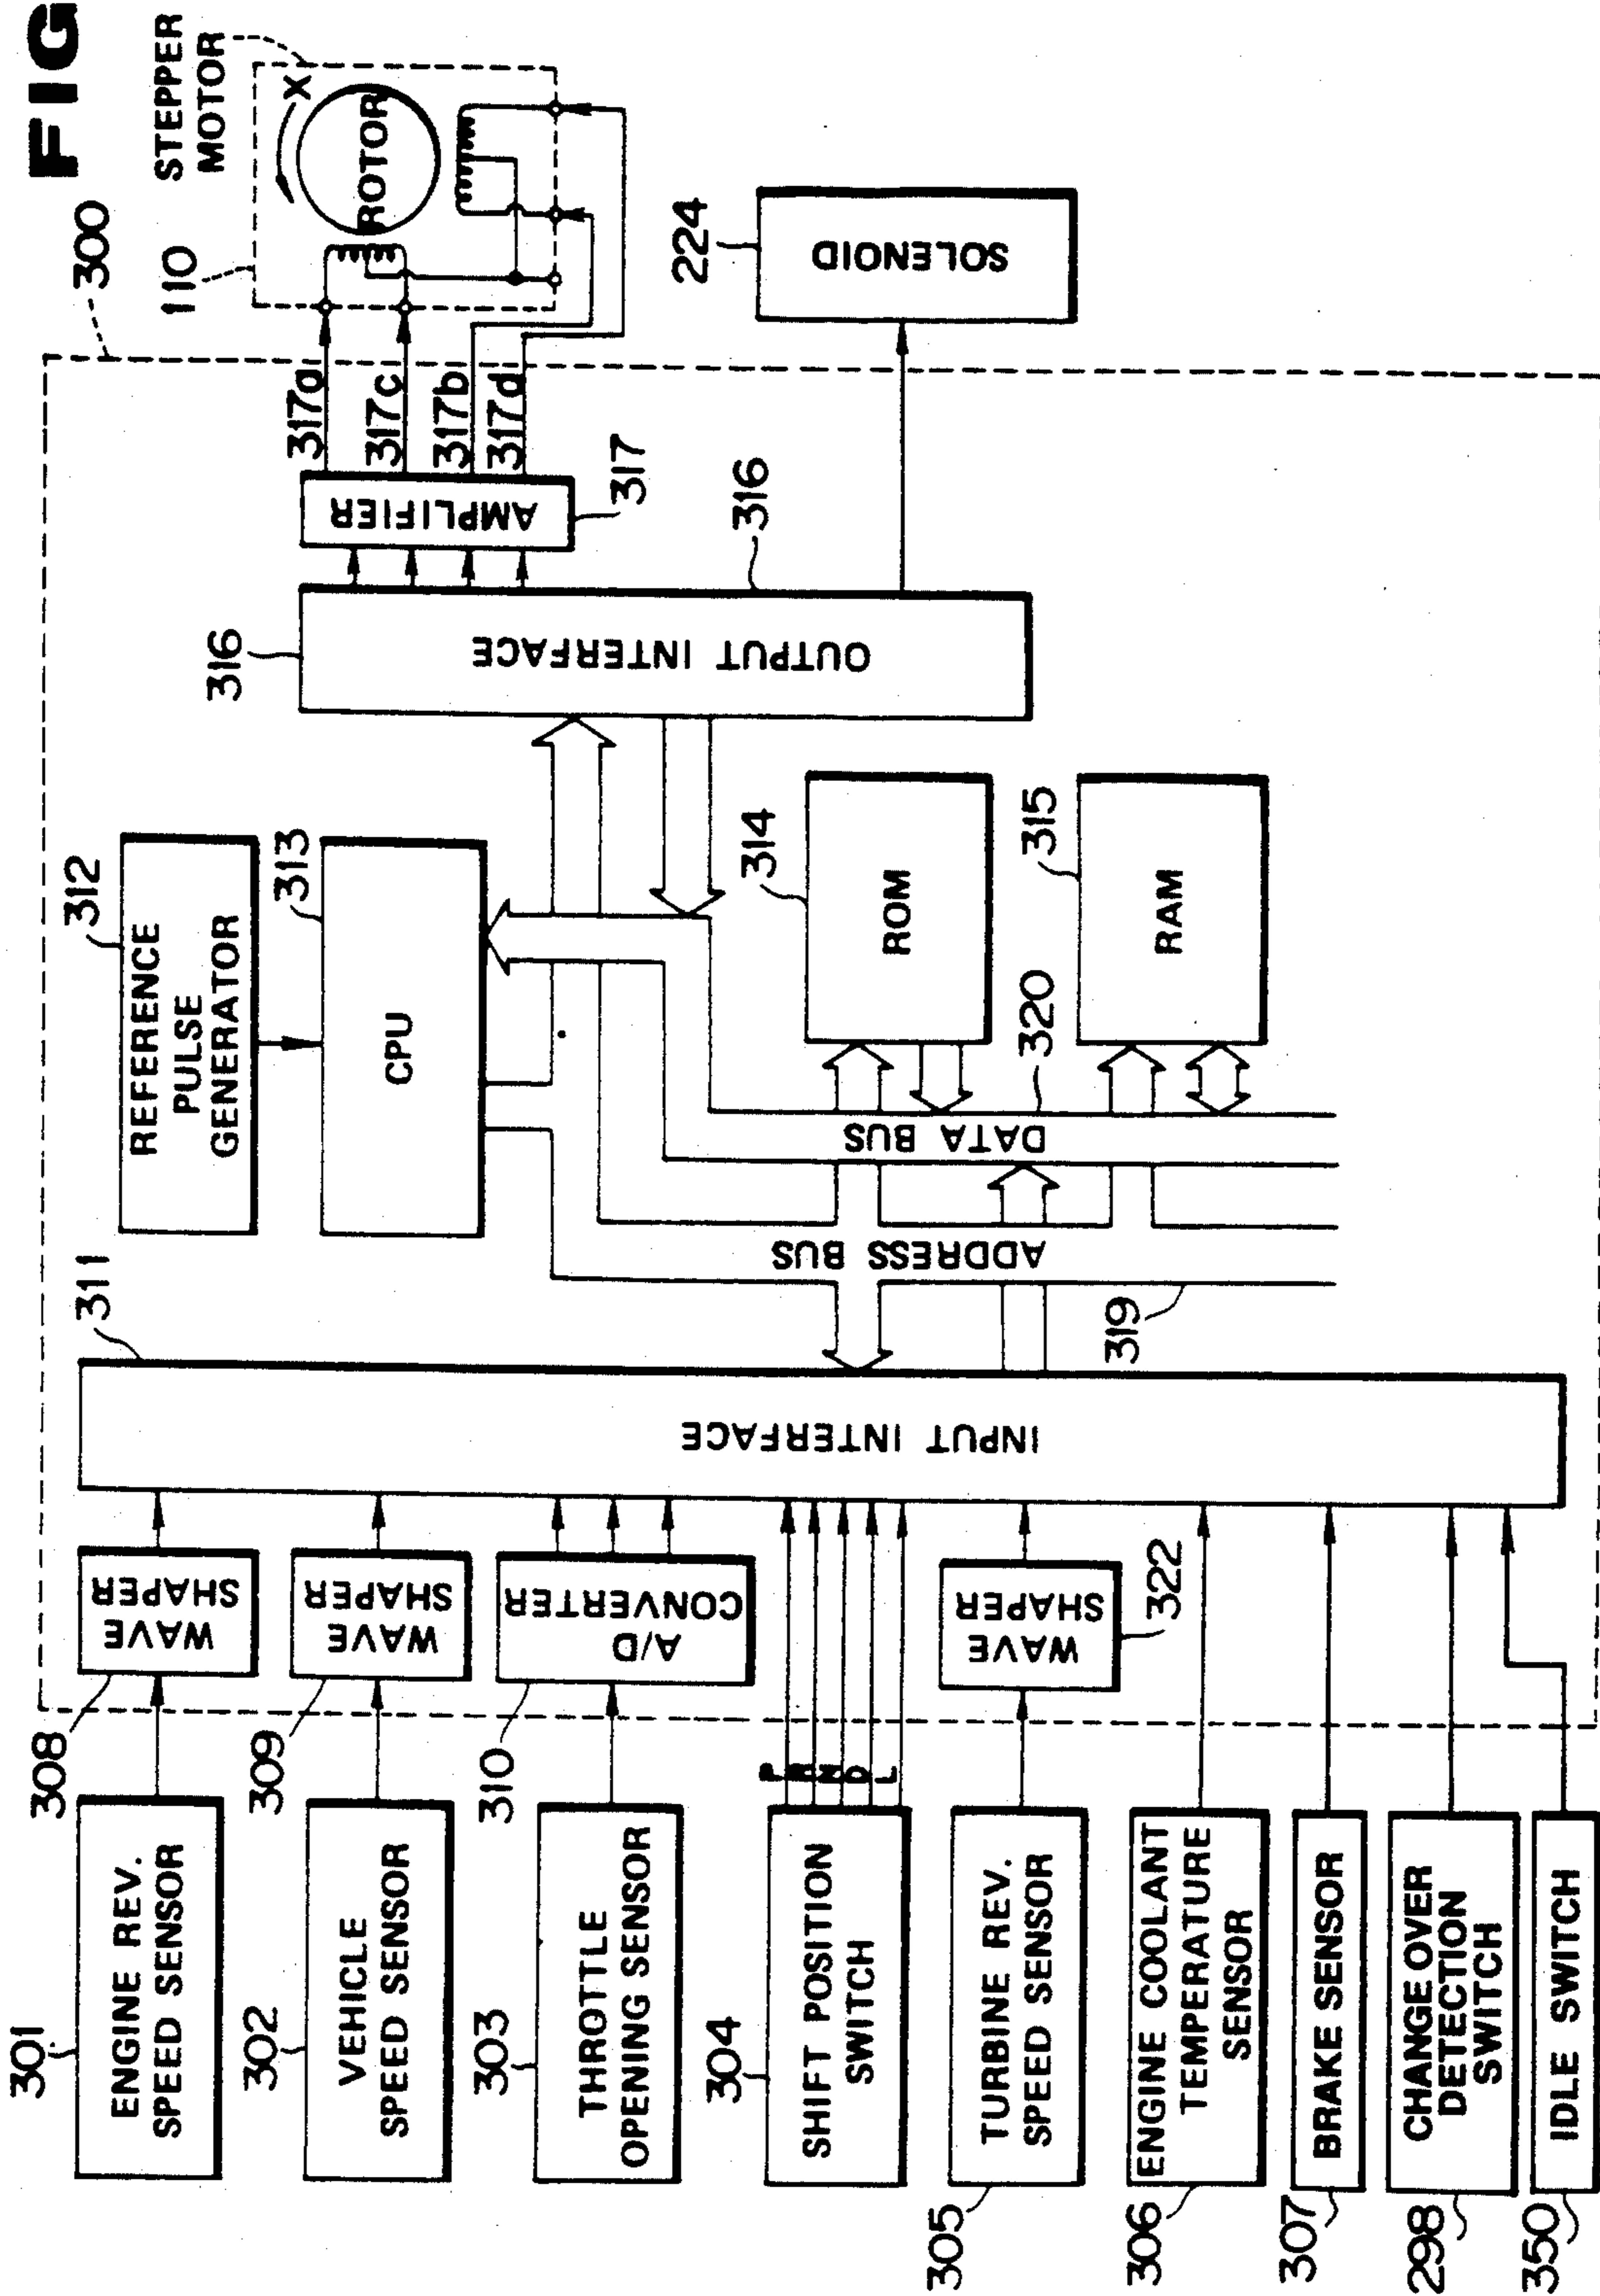 FIG
301
ENGINE REV.
SPEED SENSOR
302
VEHICLE
SPEED SENSOR
303
THROTTLE
OPENING SENSOR
304
SHIFT POSITION
SWITCH
305
TURBINE REV.
SPEED SENSOR
306
ENGINE COOLANT
TEMPERATURE
SENSOR
307
BRAKE SENSOR
298
CHANGE OVER
DETECTION
SWITCH
350
IDLE SWITCH
308
WAVE
SHAPER
309
WAVE
SHAPER
310
A/D
CONVERTER
P
R
N
D
L
WAVE
SHAPER
322
311
INPUT INTERFACE
312
REFERENCE
PULSE
GENERATOR
313
CPU
ADDRESS BUS
319
DATA BUS
320
314
ROM
315
RAM
316
OUTPUT INTERFACE
316
AMPLIFIER
317
317a
317c
317b
317d
300
110
STEPPER
MOTOR
ROTOR
X
224
SOLENOID